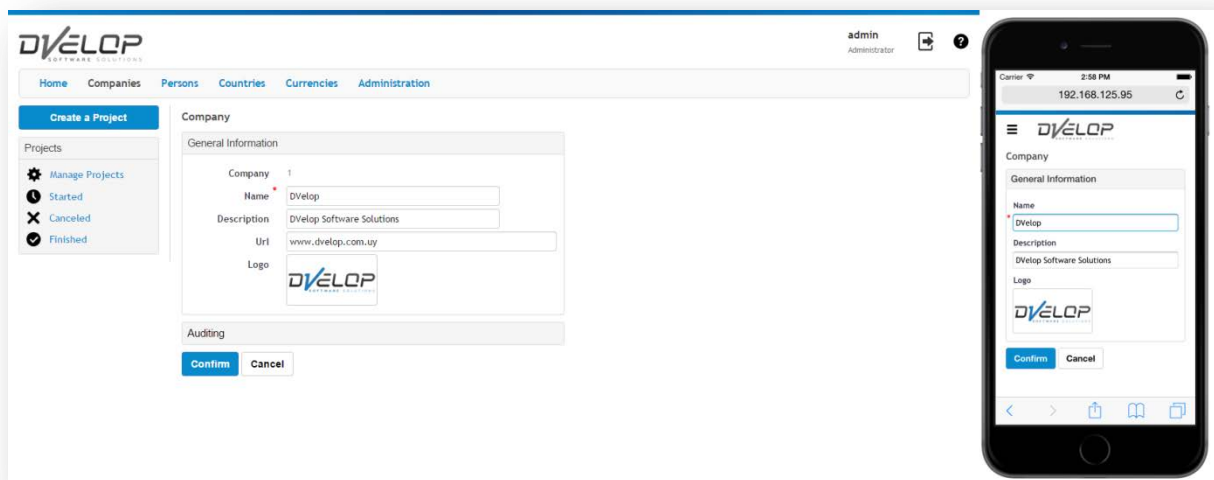 DVELOP
SOFTWARE SOLUTIONS
admin
Administrator
Home Companies Persons Countries Currencies Administration
Create a Project
Projects
Manage Projects
Started
Canceled
Finished
Company
General Information
Company 1
Name * DVelop
Description DVelop Software Solutions
Url www.dvelop.com.uy
Logo
DVELOP
SOFTWARE SOLUTIONS
Auditing
Confirm Cancel
Carrier 2:58 PM
192.168.125.95
DVELOP
Company
General Information
Name
* DVelop
Description
DVelop Software Solutions
Logo
DVELOP
Confirm Cancel